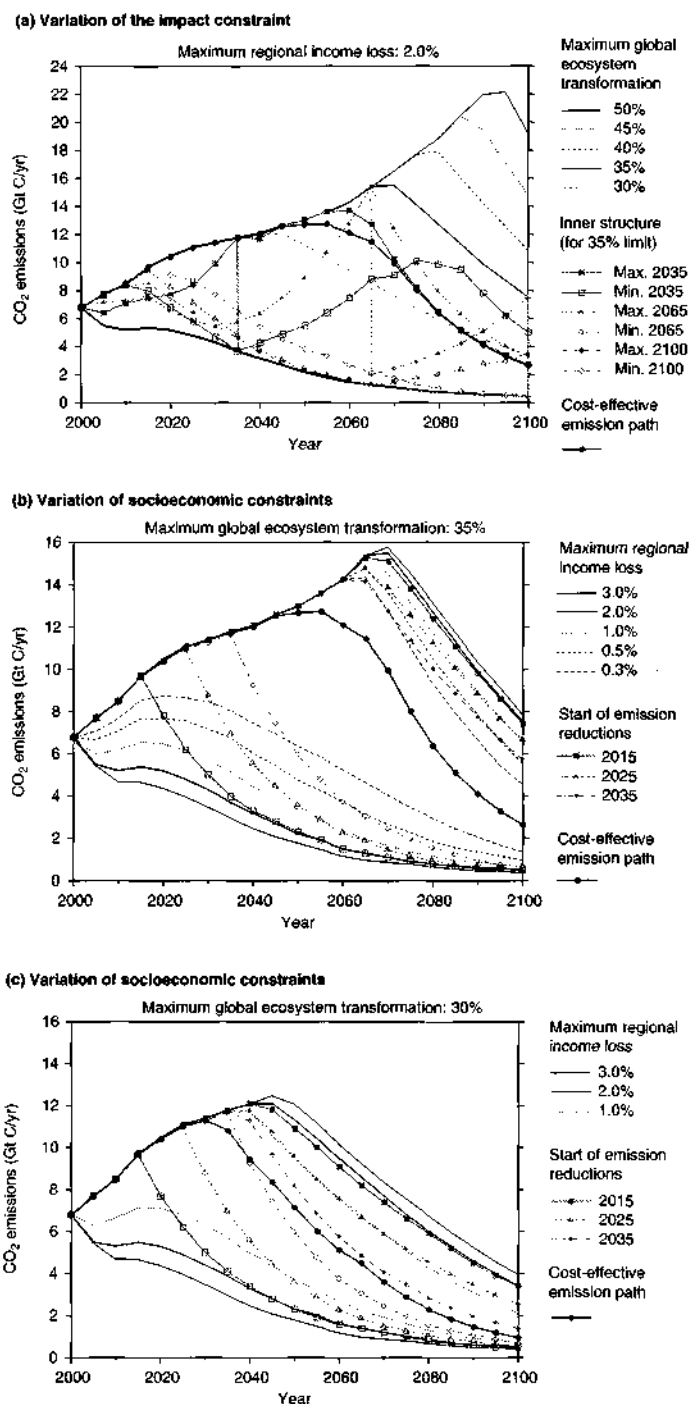 (a) Variation of the impact constraint
Maximum regional income loss: 2.0%
CO2 emissions (Gt C/yr)
24
22
20
18
16
14
12
10
8
6
4
2
0
2000
2020
2040
2060
2080
2100
Year
Maximum global
ecosystem
transformation
50%
45%
40%
35%
30%
Inner structure
(for 35% limit)
Max. 2035
Min. 2035
Max. 2065
Min. 2065
Max. 2100
Min. 2100
Cost-effective
emission path
(b) Variation of socioeconomic constraints
Maximum global ecosystem transformation: 35%
CO2 emissions (Gt C/yr)
16
14
12
10
8
6
4
2
0
2000
2020
2040
2060
2080
2100
Year
Maximum regional
income loss
3.0%
2.0%
1.0%
0.5%
0.3%
Start of emission
reductions
2015
2025
2035
Cost-effective
emission path
(c) Variation of socioeconomic constraints
Maximum global ecosystem transformation: 30%
CO2 emissions (Gt C/yr)
16
14
12
10
8
6
4
2
0
2000
2020
2040
2060
2080
2100
Year
Maximum regional
income loss
3.0%
2.0%
1.0%
Start of emission
reductions
2015
2025
2035
Cost-effective
emission path